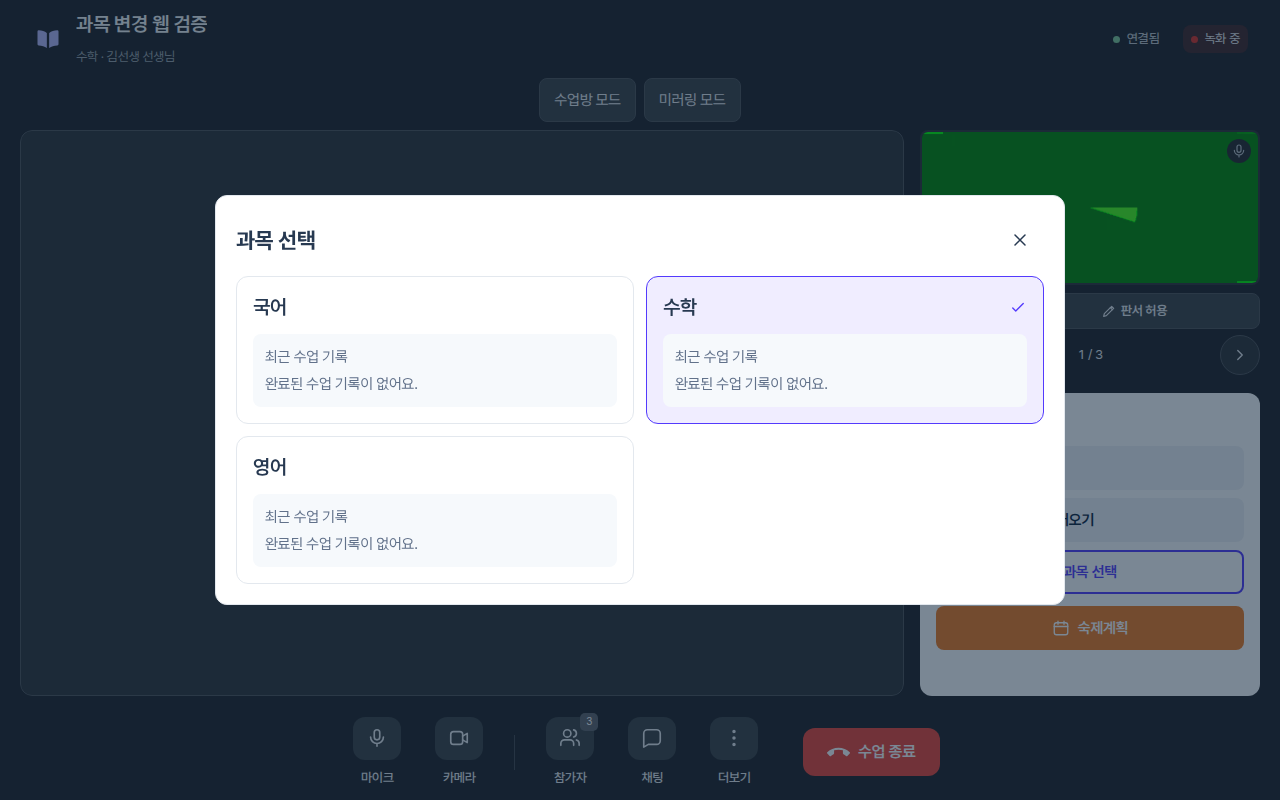 과목 변경 웹 검증
수학 · 김선생 선생님
연결됨
녹화 중
수업방 모드
미러링 모드
과목 선택
국어
최근 수업 기록
완료된 수업 기록이 없어요.
수학
최근 수업 기록
완료된 수업 기록이 없어요.
영어
최근 수업 기록
완료된 수업 기록이 없어요.
판서 허용
1 / 3
오기
과목 선택
숙제계획
마이크
카메라
3
참가자
채팅
더보기
수업 종료